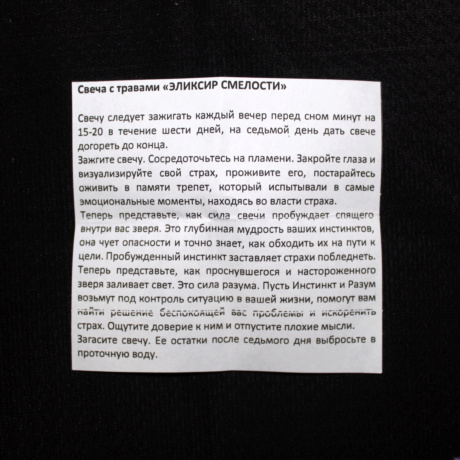 Свеча с травами «ЭЛИКСИР СМЕЛОСТИ»
Свечу следует зажигать каждый вечер перед сном минут на
15-20 в течение шести дней, на седьмой день дать свече
догореть до конца.
Зажгите свечу. Сосредоточьтесь на пламени. Закройте глаза и
визуализируйте свой страх, проживите его, постарайтесь
оживить в памяти трепет, который испытывали в самые
эмоциональные моменты, находясь во власти страха.
Теперь представьте, как сила свечи пробуждает спящего
внутри вас зверя. Это глубинная мудрость ваших инстинктов,
она чует опасности и точно знает, как обходить их на пути к
цели. Пробужденный инстинкт заставляет страхи побледнеть.
Теперь представьте, как проснувшегося и настороженного
зверя заливает свет. Это сила разума. Пусть Инстинкт и Разум
возьмут под контроль ситуацию в вашей жизни, помогут вам
найти решение беспокоящей вас проблемы и искоренить
страх. Ощутите доверие к ним и отпустите плохие мысли.
Загасите свечу. Ее остатки после седьмого дня выбросьте в
проточную воду.